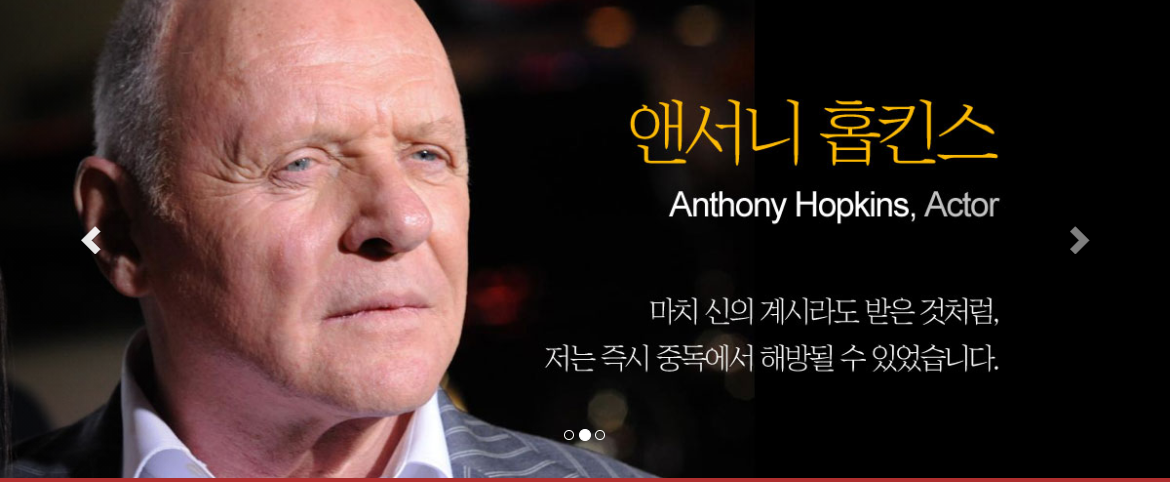 앤서니 홉킨스
Anthony Hopkins, Actor
마치 신의 계시라도 받은 것처럼,
저는 즉시 중독에서 해방될 수 있었습니다.